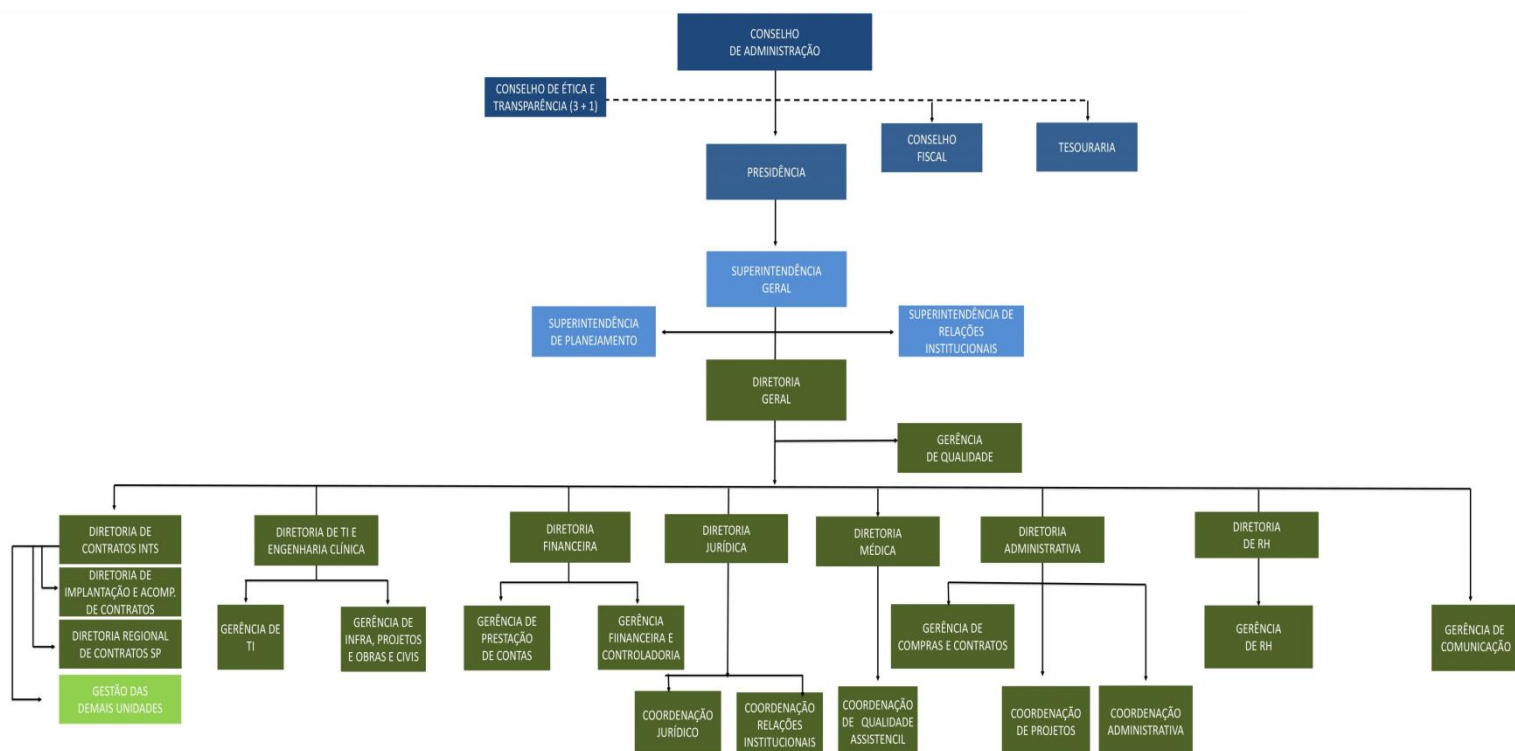 CONSELHO
DE ADMINISTRAÇÃO
CONSELHO DE ÉTICA E
TRANSPARÊNCIA (3 + 1)
CONSELHO
FISCAL
TESOURARIA
PRESIDÊNCIA
SUPERINTENDÊNCIA
GERAL
SUPERINTENDÊNCIA
DE PLANEJAMENTO
SUPERINTENDÊNCIA DE
RELAÇÕES
INSTITUCIONAIS
DIRETORIA
GERAL
GERÊNCIA
DE QUALIDADE
DIRETORIA DE
CONTRATOS INTS
DIRETORIA DE TI E
ENGENHARIA CLÍNICA
DIRETORIA
FINANCEIRA
DIRETORIA
JURÍDICA
DIRETORIA
MÉDICA
DIRETORIA
ADMINISTRATIVA
DIRETORIA
DE RH
DIRETORIA DE
IMPLANTAÇÃO E ACOMP.
DE CONTRATOS
DIRETORIA REGIONAL
DE CONTRATOS SP
GESTÃO DAS
DEMAIS UNIDADES
GERÊNCIA DE
TI
GERÊNCIA DE
INFRA, PROJETOS
E OBRAS E CIVIS
GERÊNCIA DE
PRESTAÇÃO
DE CONTAS
GERÊNCIA
FIINANCEIRA E
CONTROLADORIA
GERÊNCIA DE
COMPRAS E CONTRATOS
GERÊNCIA
DE RH
GERÊNCIA DE
COMUNICAÇÃO
COORDENAÇÃO
JURÍDICO
COORDENAÇÃO
RELAÇÕES
INSTITUCIONAIS
COORDENAÇÃO
DE QUALIDADE
ASSISTENCIL
COORDENAÇÃO
DE PROJETOS
COORDENAÇÃO
ADMINISTRATIVA